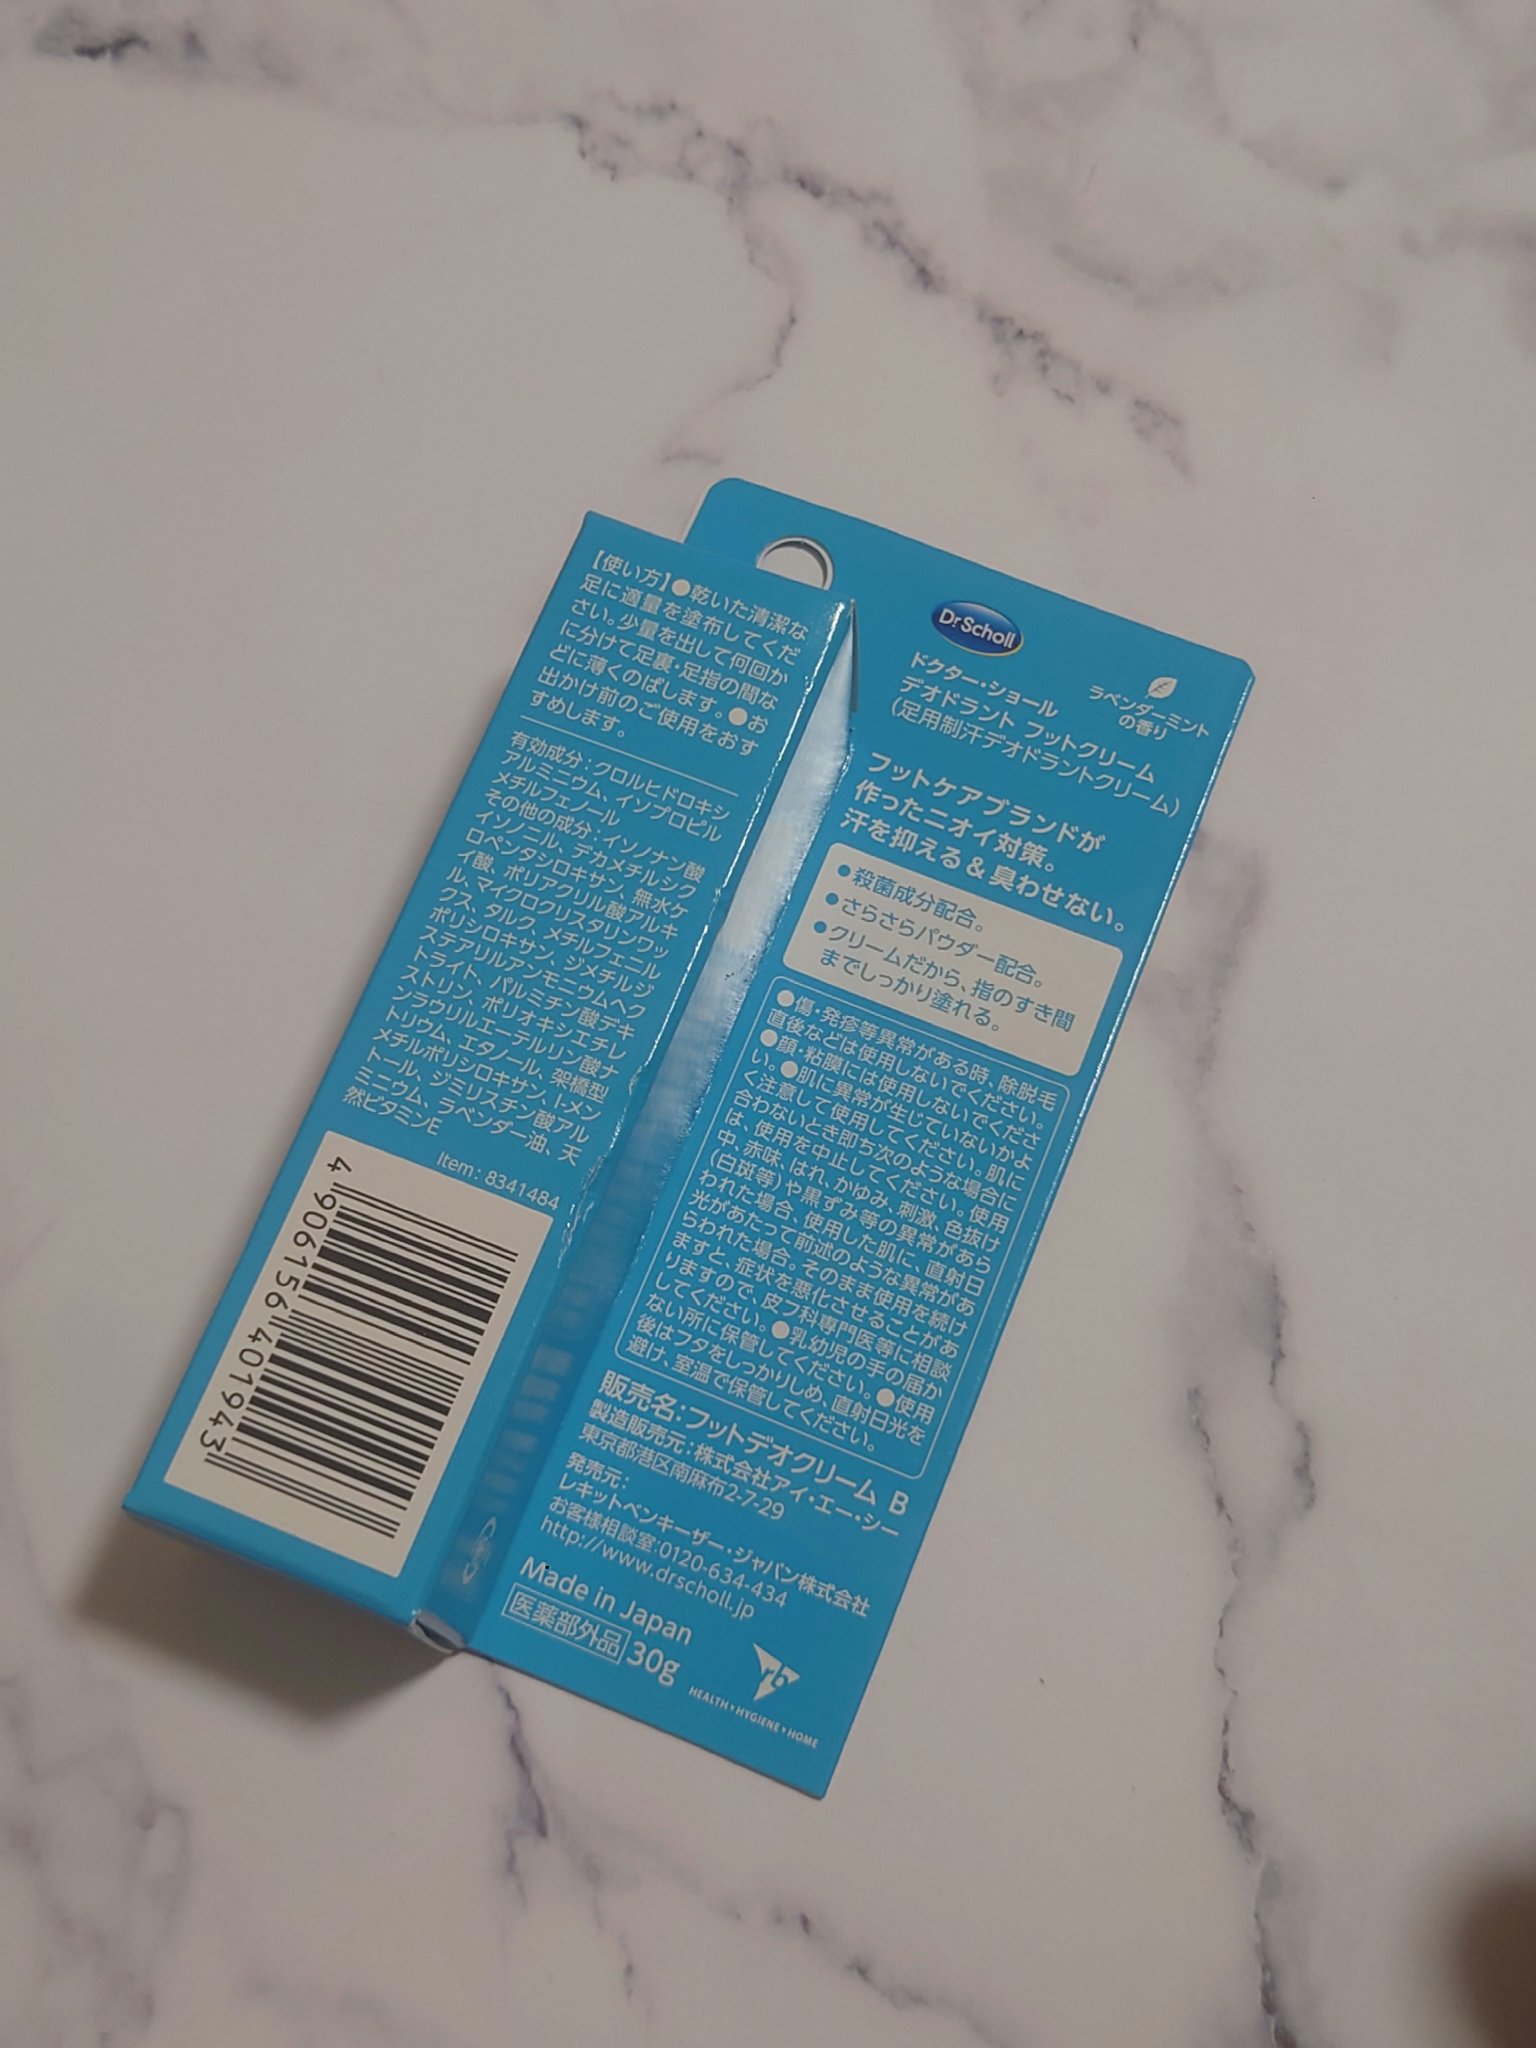 【使い方】●乾いた清潔な
足に適量を塗布してくだ
さい。少量を出して何回か
に分けて足裏・足指の間な
どに薄くのばします。●お
出かけ前のご使用をおす
すめします。
有効成分：クロルヒドロキシ
アルミニウム、イソプロピル
メチルフェノール
その他の成分：イソノナン酸
イソノニル、デカメチルシク
ロペンタシロキサン、無水ケ
イ酸、ポリアクリル酸アルキ
ル、マイクロクリスタリンワッ
クス、タルク、メチルフェニル
ポリシロキサン、ジメチルジ
ステアリルアンモニウムヘク
トライト、パルミチン酸デキ
ストリン、ポリオキシエチレ
ンラウリルエーテルリン酸ナ
トリウム、エタノール、架橋型
メチルポリシロキサン、l-メン
トール、ジミリスチン酸アル
ミニウム、ラベンダー油、天
然ビタミンE
Item: 8341484
4 906156 401943
Dr.Scholl
ドクター・ショール
デオドラント フットクリーム
（足用制汗デオドラントクリーム）
ラベンダーミント
の香り
フットケアブランドが
作ったニオイ対策。
汗を抑える＆臭わせない。
●殺菌成分配合。
●さらさらパウダー配合。
●クリームだから、指のすき間
までしっかり塗れる。
●傷・発疹等異常がある時、除脱毛
直後などは使用しないでください。
●顔・粘膜には使用しないでくださ
い。●肌に異常が生じていないかよ
く注意して使用してください。肌に
合わないとき即ち次のような場合に
は、使用を中止してください。使用
中、赤味、はれ、かゆみ、刺激、色抜け
（白斑等）や黒ずみ等の異常があら
われた場合、使用した肌に、直射日
光があたって前述のような異常があ
らわれた場合。そのまま使用を続け
ますと、症状を悪化させることがあ
りますので、皮フ科専門医等に相談
してください。●乳幼児の手の届か
ない所に保管してください。●使用
後はフタをしっかりしめ、直射日光を
避け、室温で保管してください。
販売名：フットデオクリーム B
製造販売元：株式会社アイ・エー・シー
東京都港区南麻布2-7-29
発売元：
レキットベンキーザー・ジャパン株式会社
お客様相談室：0120-634-434
http://www.drscholl.jp
Made in Japan
医薬部外品 30g
rb
HEALTH・HYGIENE・HOME